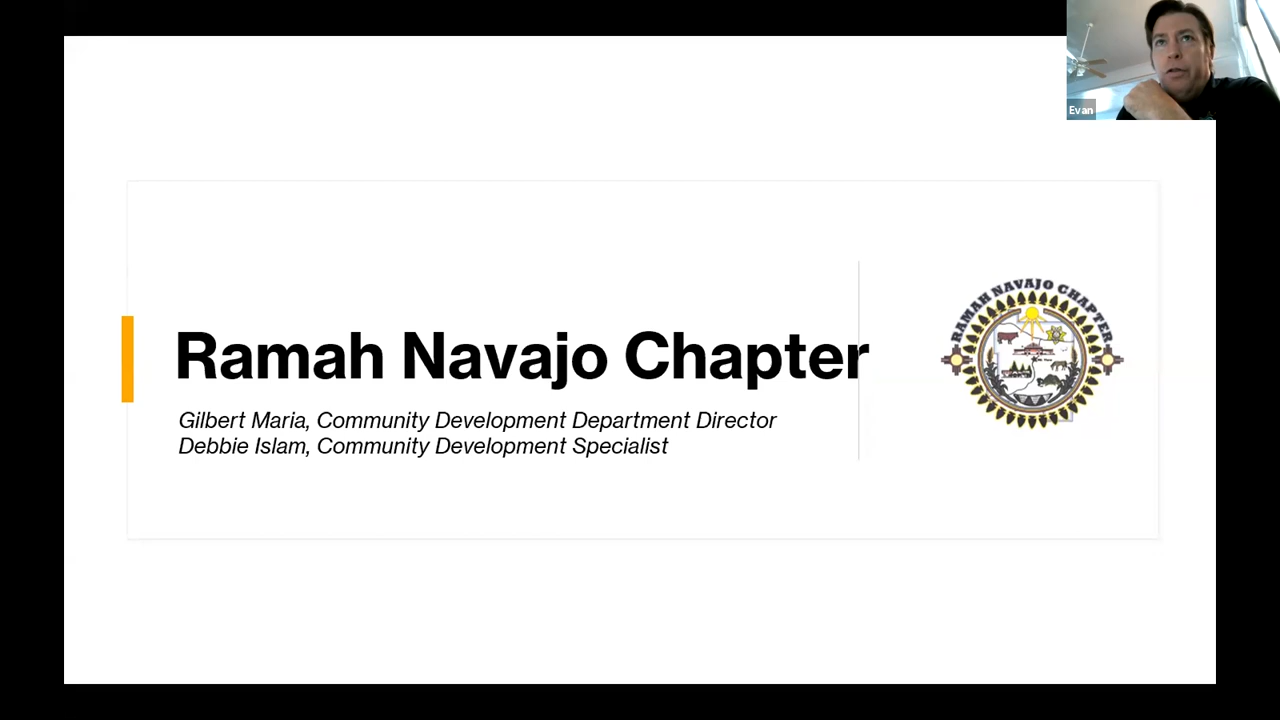 Evan
Ramah Navajo Chapter
Gilbert Maria, Community Development Department Director
Debbie Islam, Community Development Specialist
RAMAH NAVAJO CHAPTER